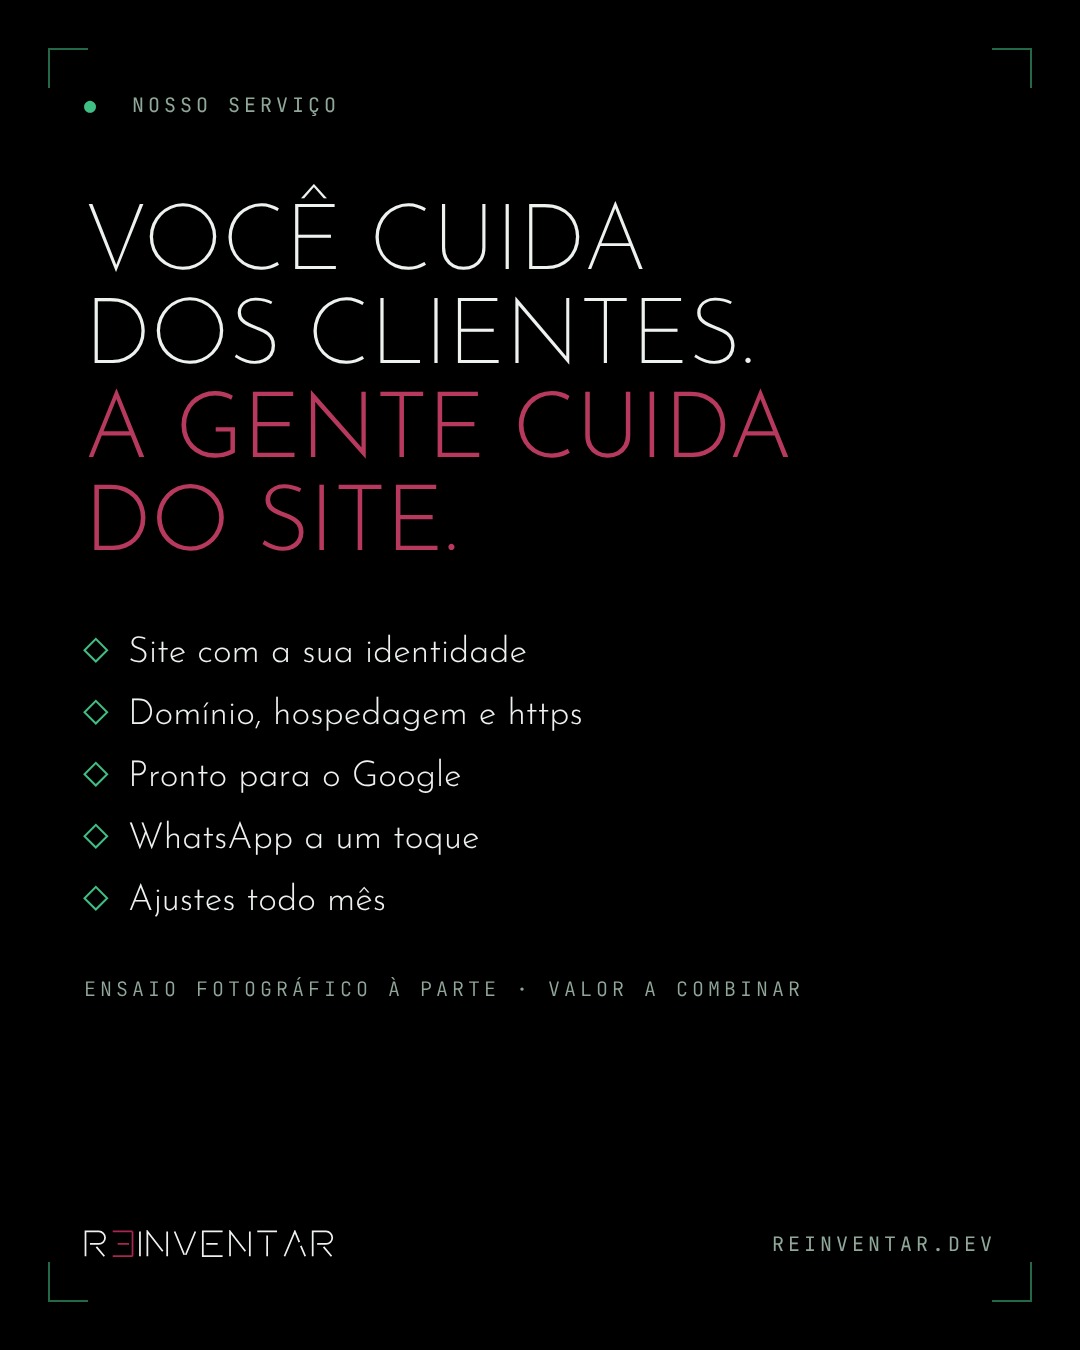 NOSSO SERVIÇO
VOCÊ CUIDA
DOS CLIENTES.
A GENTE CUIDA
DO SITE.
Site com a sua identidade
Domínio, hospedagem e https
Pronto para o Google
WhatsApp a um toque
Ajustes todo mês
ENSAIO FOTOGRÁFICO À PARTE · VALOR A COMBINAR
REINVENTAR
REINVENTAR.DEV